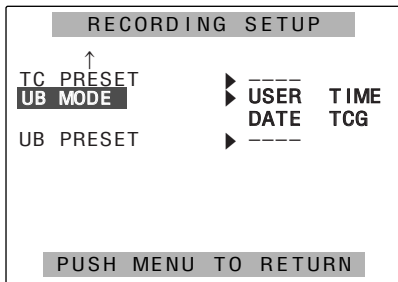 RECORDING SETUP
↑
TC PRESET ▶ ----
UB MODE ▶ USER TIME
DATE TCG
UB PRESET ▶ ----
PUSH MENU TO RETURN